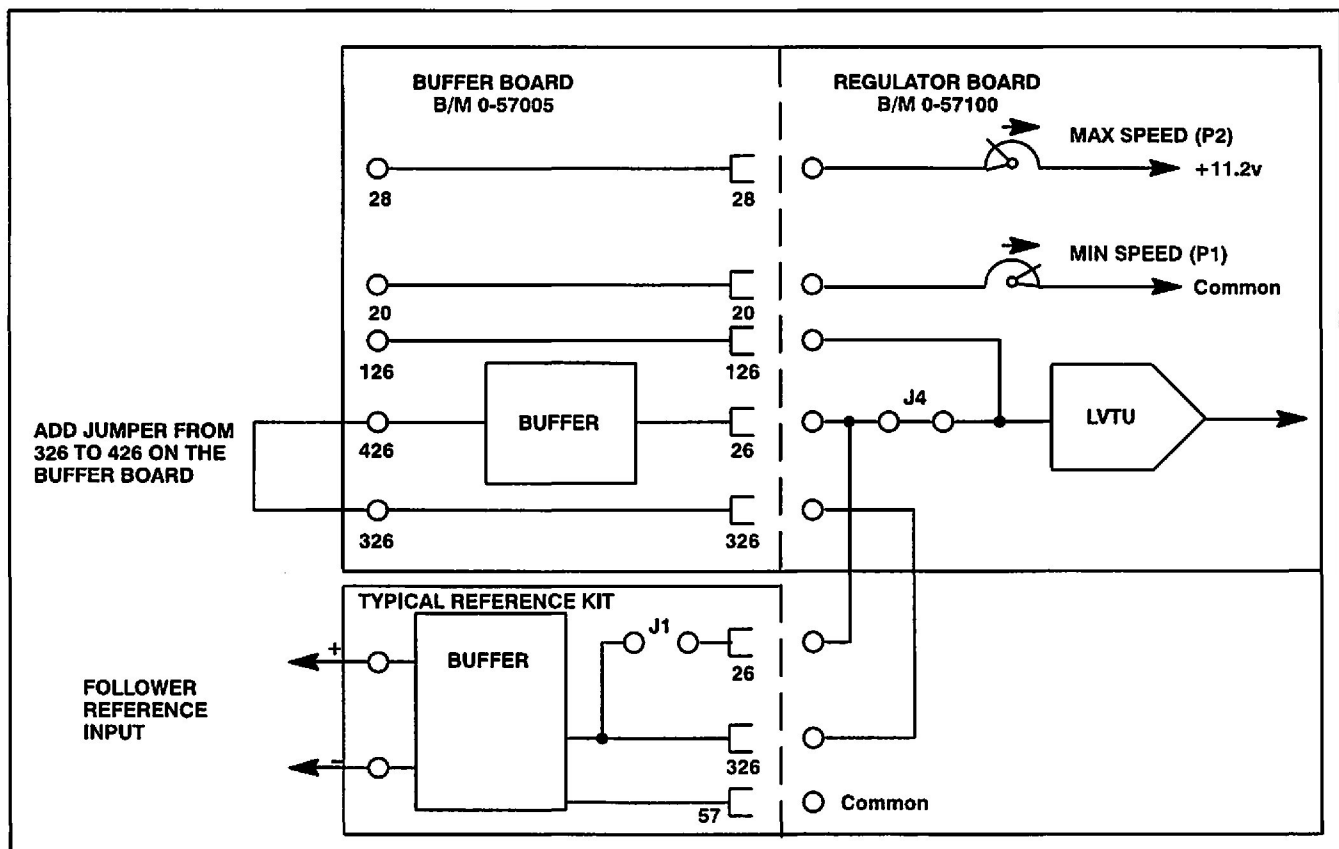 BUFFER BOARD
B/M 0-57005
REGULATOR BOARD
B/M 0-57100
MAX SPEED (P2)
+11.2v
28
28
MIN SPEED (P1)
Common
20
20
126
126
ADD JUMPER FROM
326 TO 426 ON THE
BUFFER BOARD
426
BUFFER
26
J4
LVTU
326
326
TYPICAL REFERENCE KIT
+
BUFFER
J1
26
FOLLOWER
REFERENCE
INPUT
–
326
57
Common